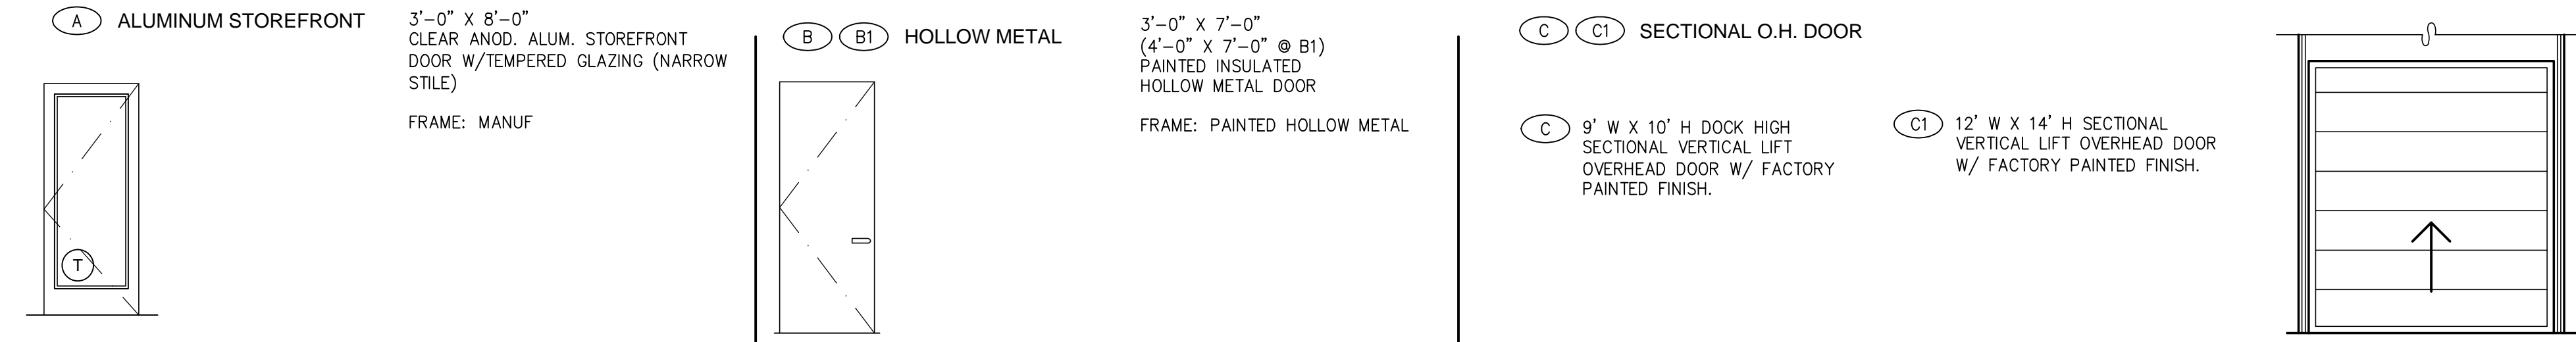 A ALUMINUM STOREFRONT
3'-0" X 8'-0"
CLEAR ANOD. ALUM. STOREFRONT
DOOR W/TEMPERED GLAZING (NARROW
STILE)
FRAME: MANUF
T
B B1 HOLLOW METAL
3'-0" X 7'-0"
(4'-0" X 7'-0" @ B1)
PAINTED INSULATED
HOLLOW METAL DOOR
FRAME: PAINTED HOLLOW METAL
C C1 SECTIONAL O.H. DOOR
C 9' W X 10' H DOCK HIGH
SECTIONAL VERTICAL LIFT
OVERHEAD DOOR W/ FACTORY
PAINTED FINISH.
C1 12' W X 14' H SECTIONAL
VERTICAL LIFT OVERHEAD DOOR
W/ FACTORY PAINTED FINISH.